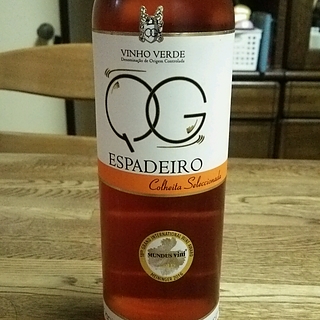 VINHO VERDE
Denominação de Origem Controlada
QG
ESPADEIRO
Colheita Seleccionada
MUNDUS vini